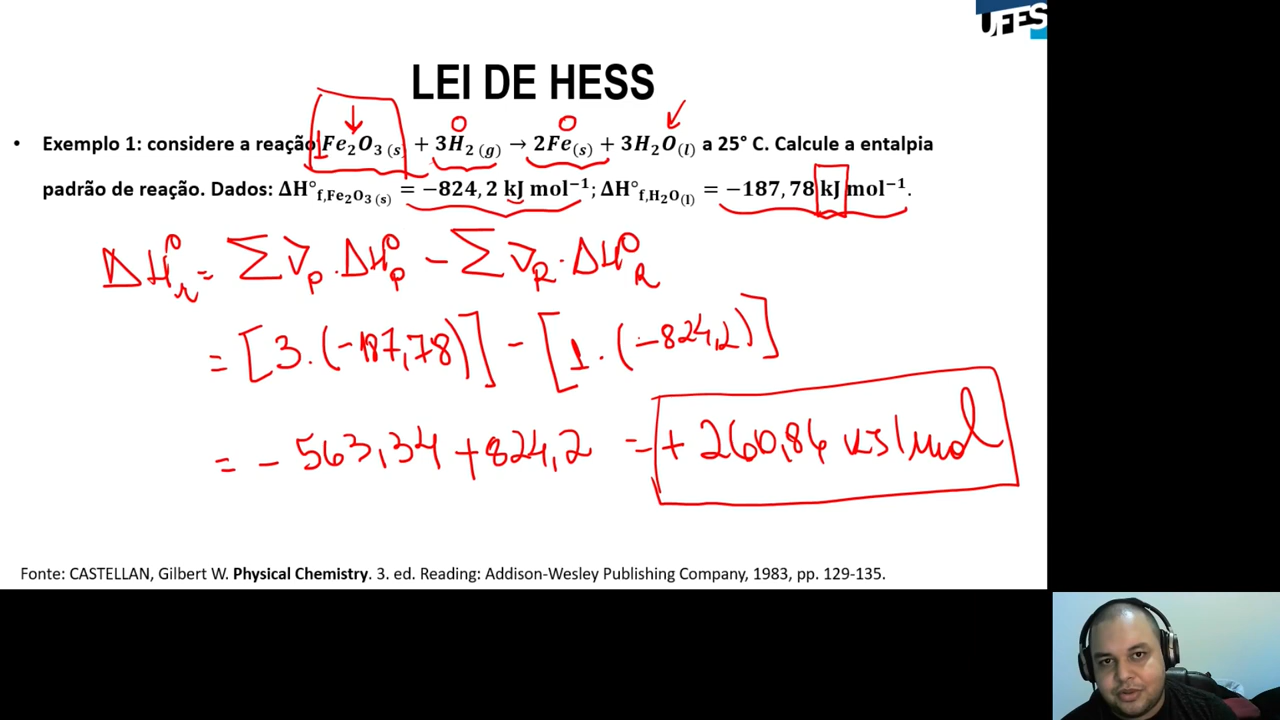 UFES
LEI DE HESS
• Exemplo 1: considere a reação 1Fe₂O₃ (s) + 3H₂ (g) → 2Fe(s) + 3H₂O(l) a 25° C. Calcule a entalpia
0 0
padrão de reação. Dados: ΔH°f,Fe₂O₃ (s) = −824, 2 kJ mol⁻¹; ΔH°f,H₂O(l) = −187, 78 kJ mol⁻¹.
ΔH°r = Σ νP . ΔH°P − Σ νR . ΔH°R
= [3. (−187,78)] − [1 . (−824,2)]
= − 563,34 + 824,2 = + 260,86 kJ/mol
Fonte: CASTELLAN, Gilbert W. Physical Chemistry. 3. ed. Reading: Addison-Wesley Publishing Company, 1983, pp. 129-135.